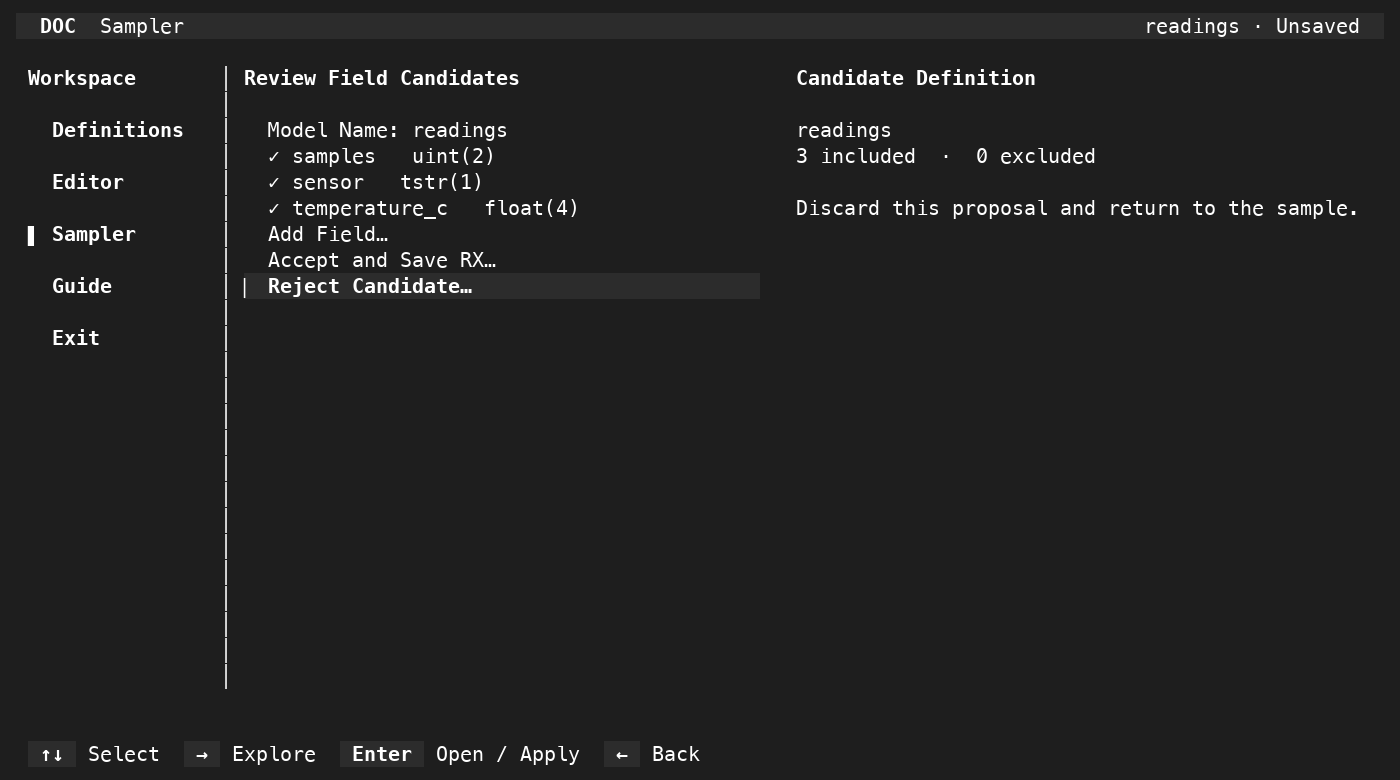 DOC  Sampler
readings · Unsaved
Workspace
Definitions
Editor
Sampler
Guide
Exit
Review Field Candidates
Model Name: readings
✓ samples   uint(2)
✓ sensor   tstr(1)
✓ temperature_c   float(4)
Add Field…
Accept and Save RX…
Reject Candidate…
Candidate Definition
readings
3 included  ·  0 excluded
Discard this proposal and return to the sample.
↑↓ Select  → Explore  Enter Open / Apply  ← Back